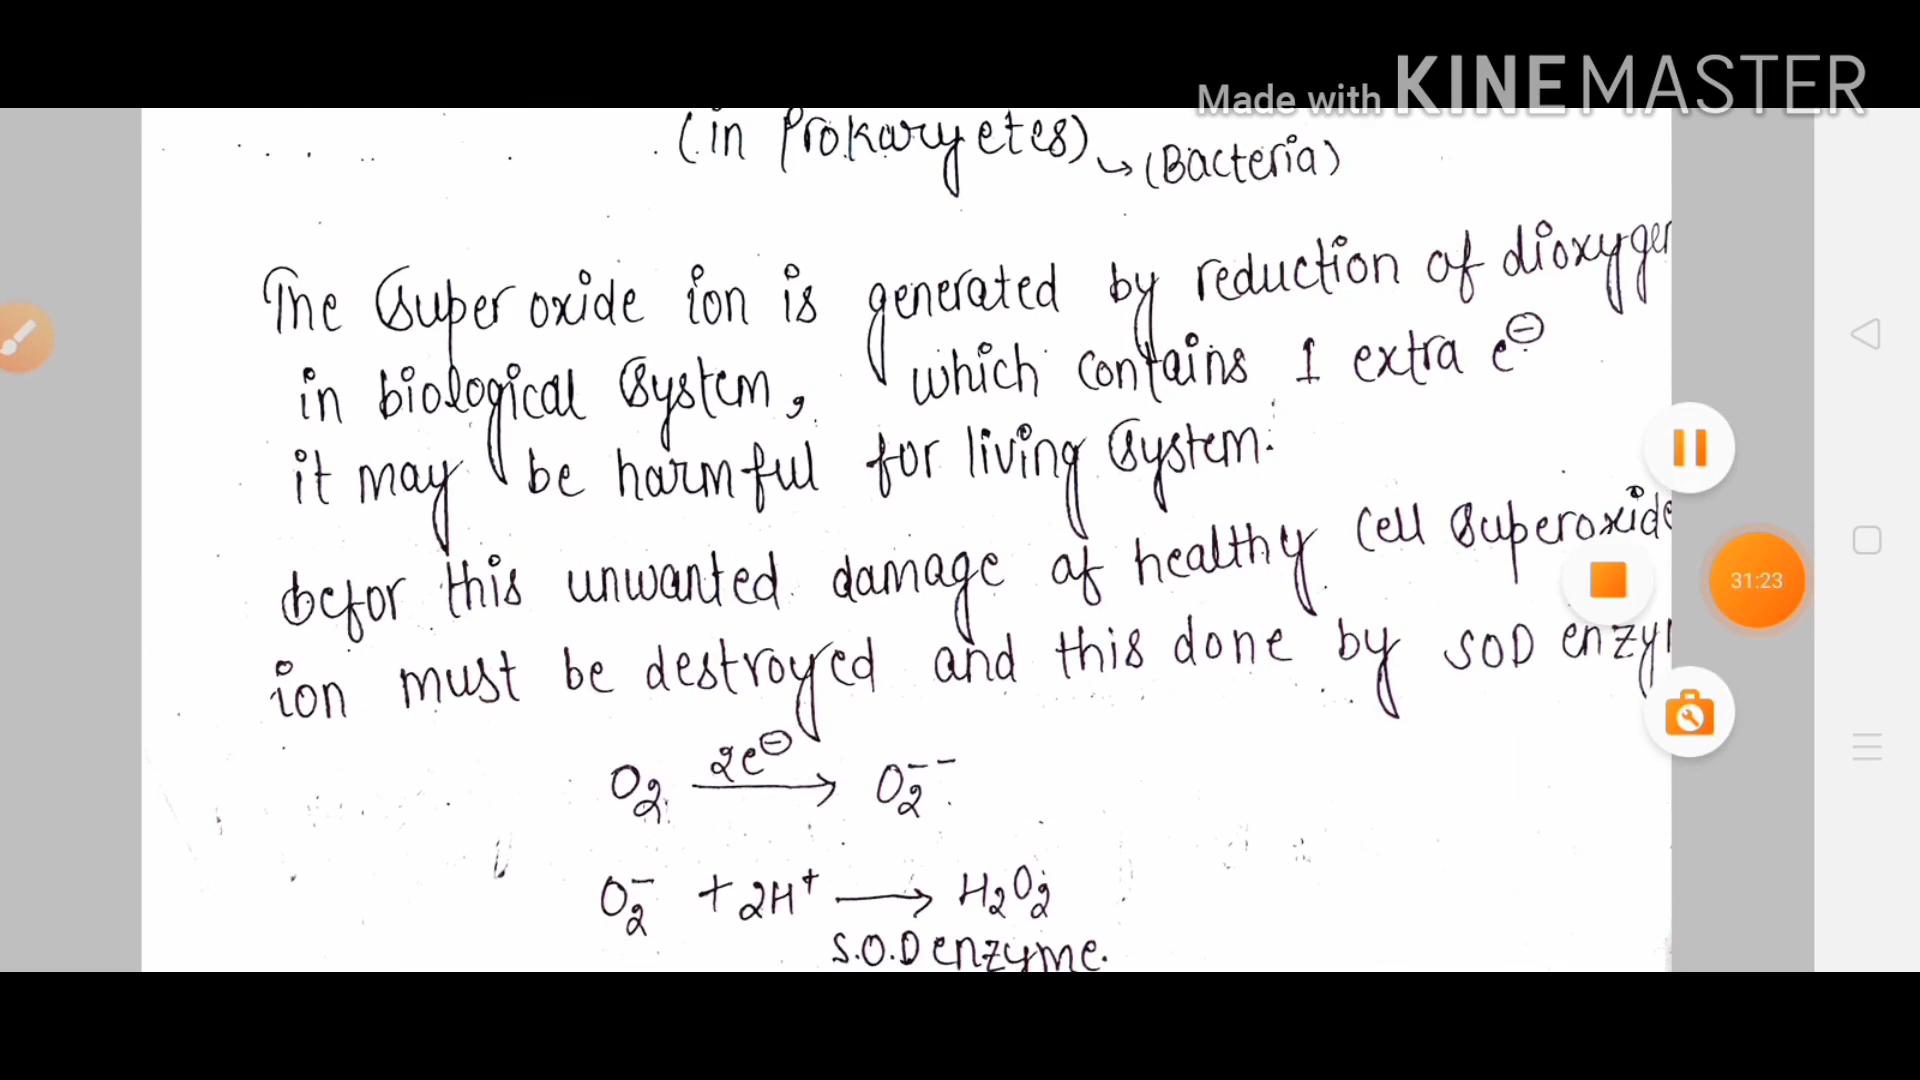 Made with KINEMASTER
(in Prokaryetes)
↳ (Bacteria)
The Super oxide ion is generated by reduction of dioxygen
in biological System, which contains 1 extra e⊖
it may be harmful for living System.
befor this unwanted damage of healthy cell Superoxide
ion must be destroyed and this done by SOD enzy
31:23
O₂ —2e⊖→ O₂⁻⁻
O₂⁻ + 2H⁺ ⟶ H₂O₂
S.O.D enzyme.